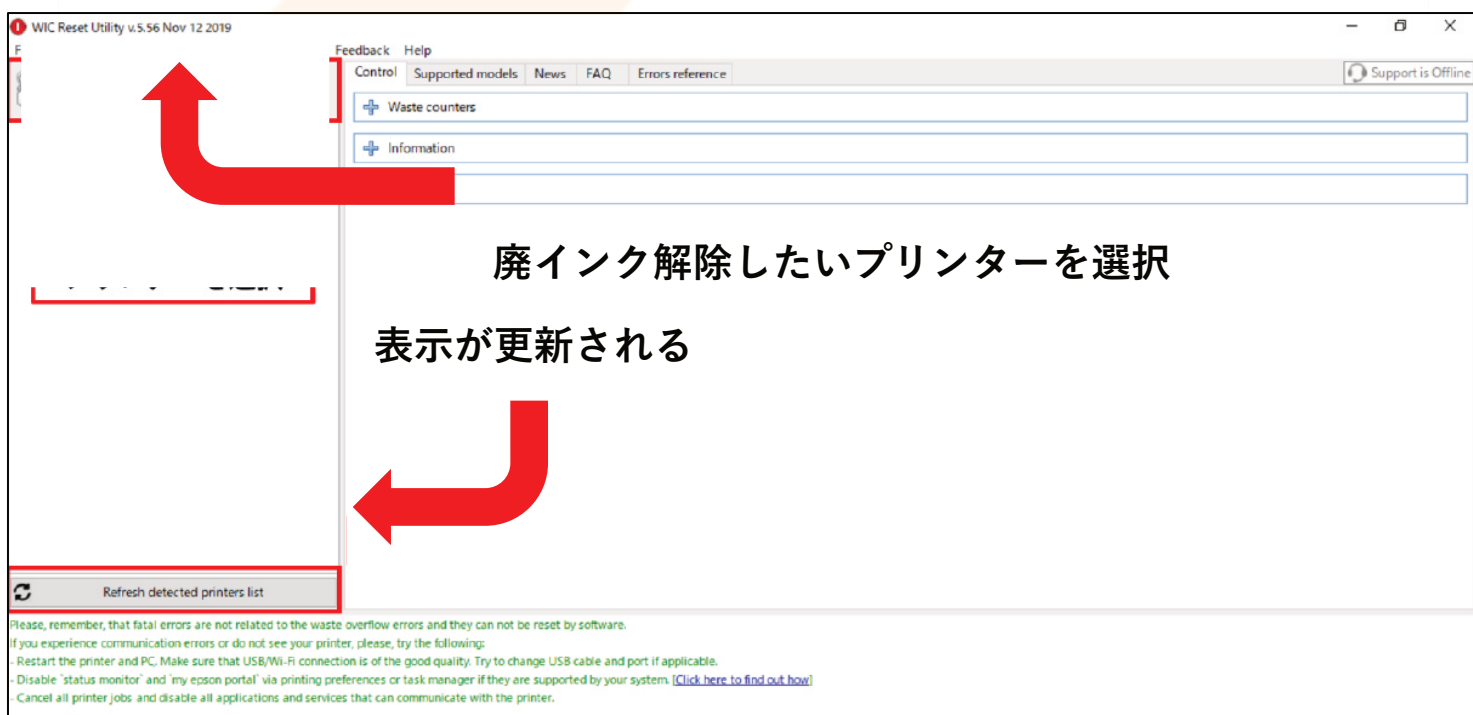 WIC Reset Utility v.5.56 Nov 12 2019
Feedback Help
Control Supported models News FAQ Errors reference
Support is Offline
Waste counters
Information
廃インク解除したいプリンターを選択
表示が更新される
Refresh detected printers list
Please, remember, that fatal errors are not related to the waste overflow errors and they can not be reset by software.
If you experience communication errors or do not see your printer, please, try the following:
- Restart the printer and PC, Make sure that USB/Wi-Fi connection is of the good quality. Try to change USB cable and port if applicable.
- Disable `status monitor` and `my epson portal` via printing preferences or task manager if they are supported by your system. [Click here to find out how]
- Cancel all printer jobs and disable all applications and services that can communicate with the printer.